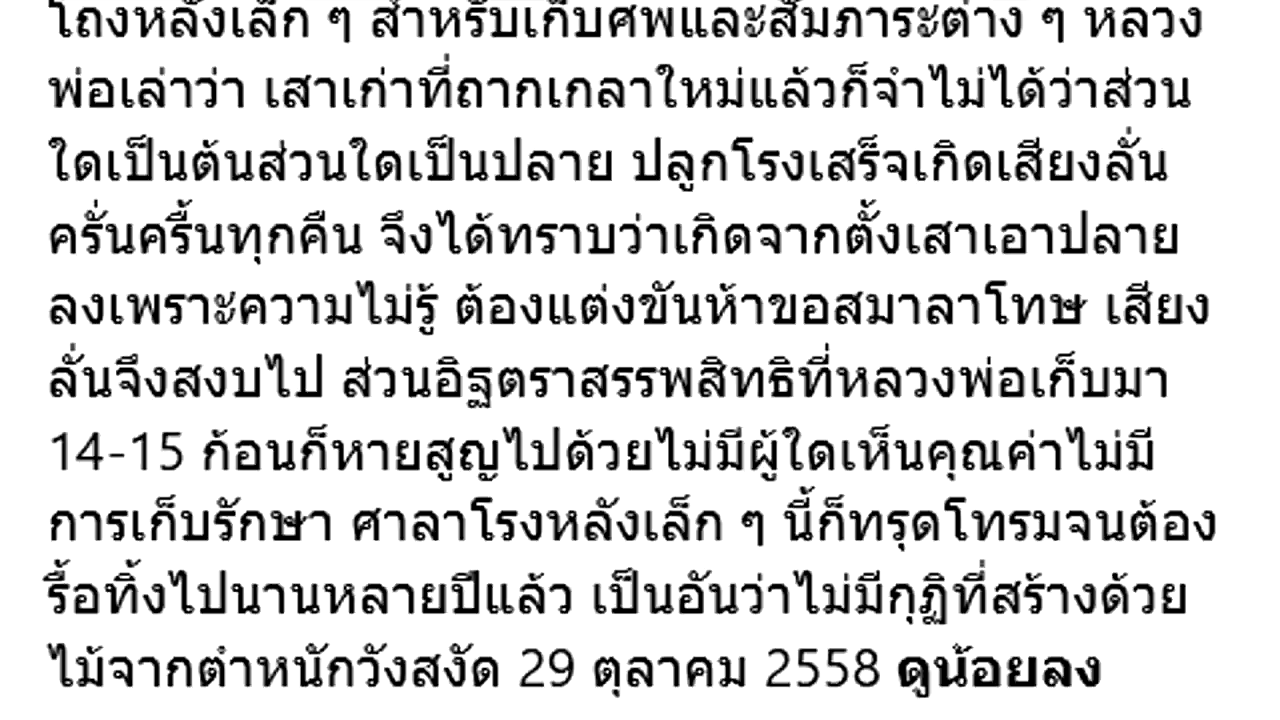 โถงหลังเล็ก ๆ สำหรับเก็บศพและสัมภาระต่าง ๆ หลวง
พ่อเล่าว่า เสาเก่าที่ถากเกลาใหม่แล้วก็จำไม่ได้ว่าส่วน
ใดเป็นต้นส่วนใดเป็นปลาย ปลูกโรงเสร็จเกิดเสียงลั่น
ครั่นครื้นทุกคืน จึงได้ทราบว่าเกิดจากตั้งเสาเอาปลาย
ลงเพราะความไม่รู้ ต้องแต่งขันห้าขอสมาลาโทษ เสียง
ลั่นจึงสงบไป ส่วนอิฐตราสรรพสิทธิที่หลวงพ่อเก็บมา
14-15 ก้อนก็หายสูญไปด้วยไม่มีผู้ใดเห็นคุณค่าไม่มี
การเก็บรักษา ศาลาโรงหลังเล็ก ๆ นี้ก็ทรุดโทรมจนต้อง
รื้อทิ้งไปนานหลายปีแล้ว เป็นอันว่าไม่มีกุฏิที่สร้างด้วย
ไม้จากตำหนักวังสงัด 29 ตุลาคม 2558 ดูน้อยลง